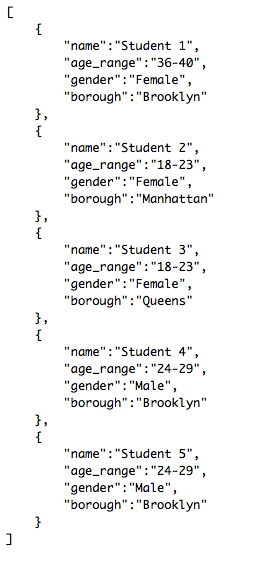 [
    {
        "name":"Student 1",
        "age_range":"36-40",
        "gender":"Female",
        "borough":"Brooklyn"
    },
    {
        "name":"Student 2",
        "age_range":"18-23",
        "gender":"Female",
        "borough":"Manhattan"
    },
    {
        "name":"Student 3",
        "age_range":"18-23",
        "gender":"Female",
        "borough":"Queens"
    },
    {
        "name":"Student 4",
        "age_range":"24-29",
        "gender":"Male",
        "borough":"Brooklyn"
    },
    {
        "name":"Student 5",
        "age_range":"24-29",
        "gender":"Male",
        "borough":"Brooklyn"
    }
]